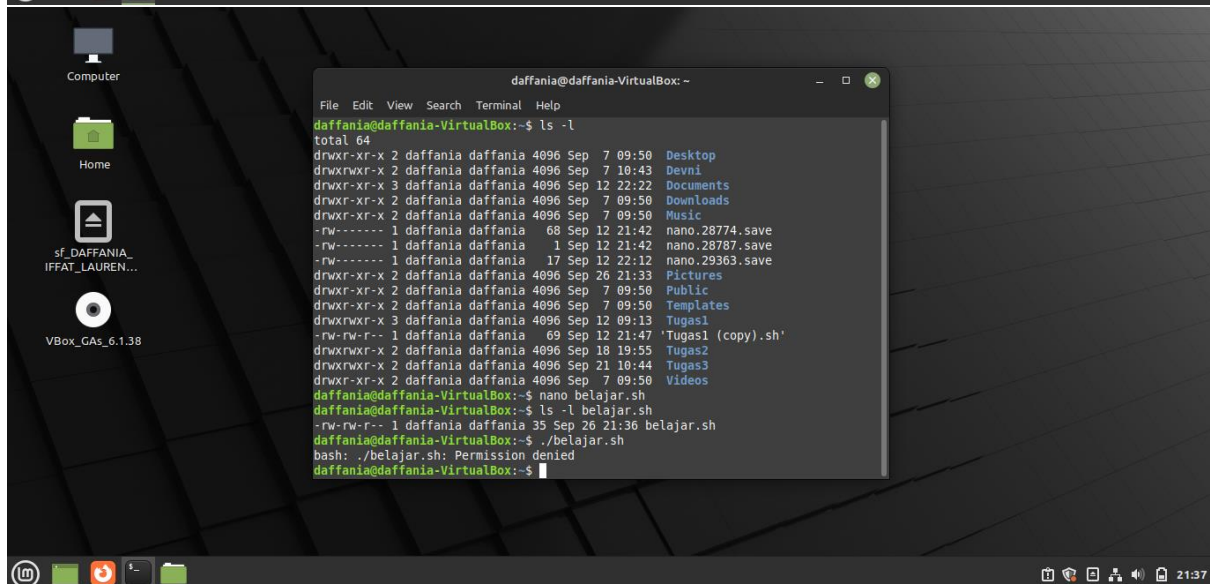 Computer
Home
sf_DAFFANIA_
IFFAT_LAUREN...
VBox_GAs_6.1.38
daffania@daffania-VirtualBox: ~
File Edit View Search Terminal Help
daffania@daffania-VirtualBox:~$ ls -l
total 64
drwxr-xr-x 2 daffania daffania 4096 Sep  7 09:50 Desktop
drwxrwxr-x 2 daffania daffania 4096 Sep  7 10:43 Devni
drwxr-xr-x 3 daffania daffania 4096 Sep 12 22:22 Documents
drwxr-xr-x 2 daffania daffania 4096 Sep  7 09:50 Downloads
drwxr-xr-x 2 daffania daffania 4096 Sep  7 09:50 Music
-rw------- 1 daffania daffania   68 Sep 12 21:42 nano.28774.save
-rw------- 1 daffania daffania    1 Sep 12 21:42 nano.28787.save
-rw------- 1 daffania daffania   17 Sep 12 22:12 nano.29363.save
drwxr-xr-x 2 daffania daffania 4096 Sep 26 21:33 Pictures
drwxr-xr-x 2 daffania daffania 4096 Sep  7 09:50 Public
drwxr-xr-x 2 daffania daffania 4096 Sep  7 09:50 Templates
drwxrwxr-x 3 daffania daffania 4096 Sep 12 09:13 Tugas1
-rw-rw-r-- 1 daffania daffania   69 Sep 12 21:47 'Tugas1 (copy).sh'
drwxrwxr-x 2 daffania daffania 4096 Sep 18 19:55 Tugas2
drwxrwxr-x 2 daffania daffania 4096 Sep 21 10:44 Tugas3
drwxr-xr-x 2 daffania daffania 4096 Sep  7 09:50 Videos
daffania@daffania-VirtualBox:~$ nano belajar.sh
daffania@daffania-VirtualBox:~$ ls -l belajar.sh
-rw-rw-r-- 1 daffania daffania 35 Sep 26 21:36 belajar.sh
daffania@daffania-VirtualBox:~$ ./belajar.sh
bash: ./belajar.sh: Permission denied
daffania@daffania-VirtualBox:~$
21:37